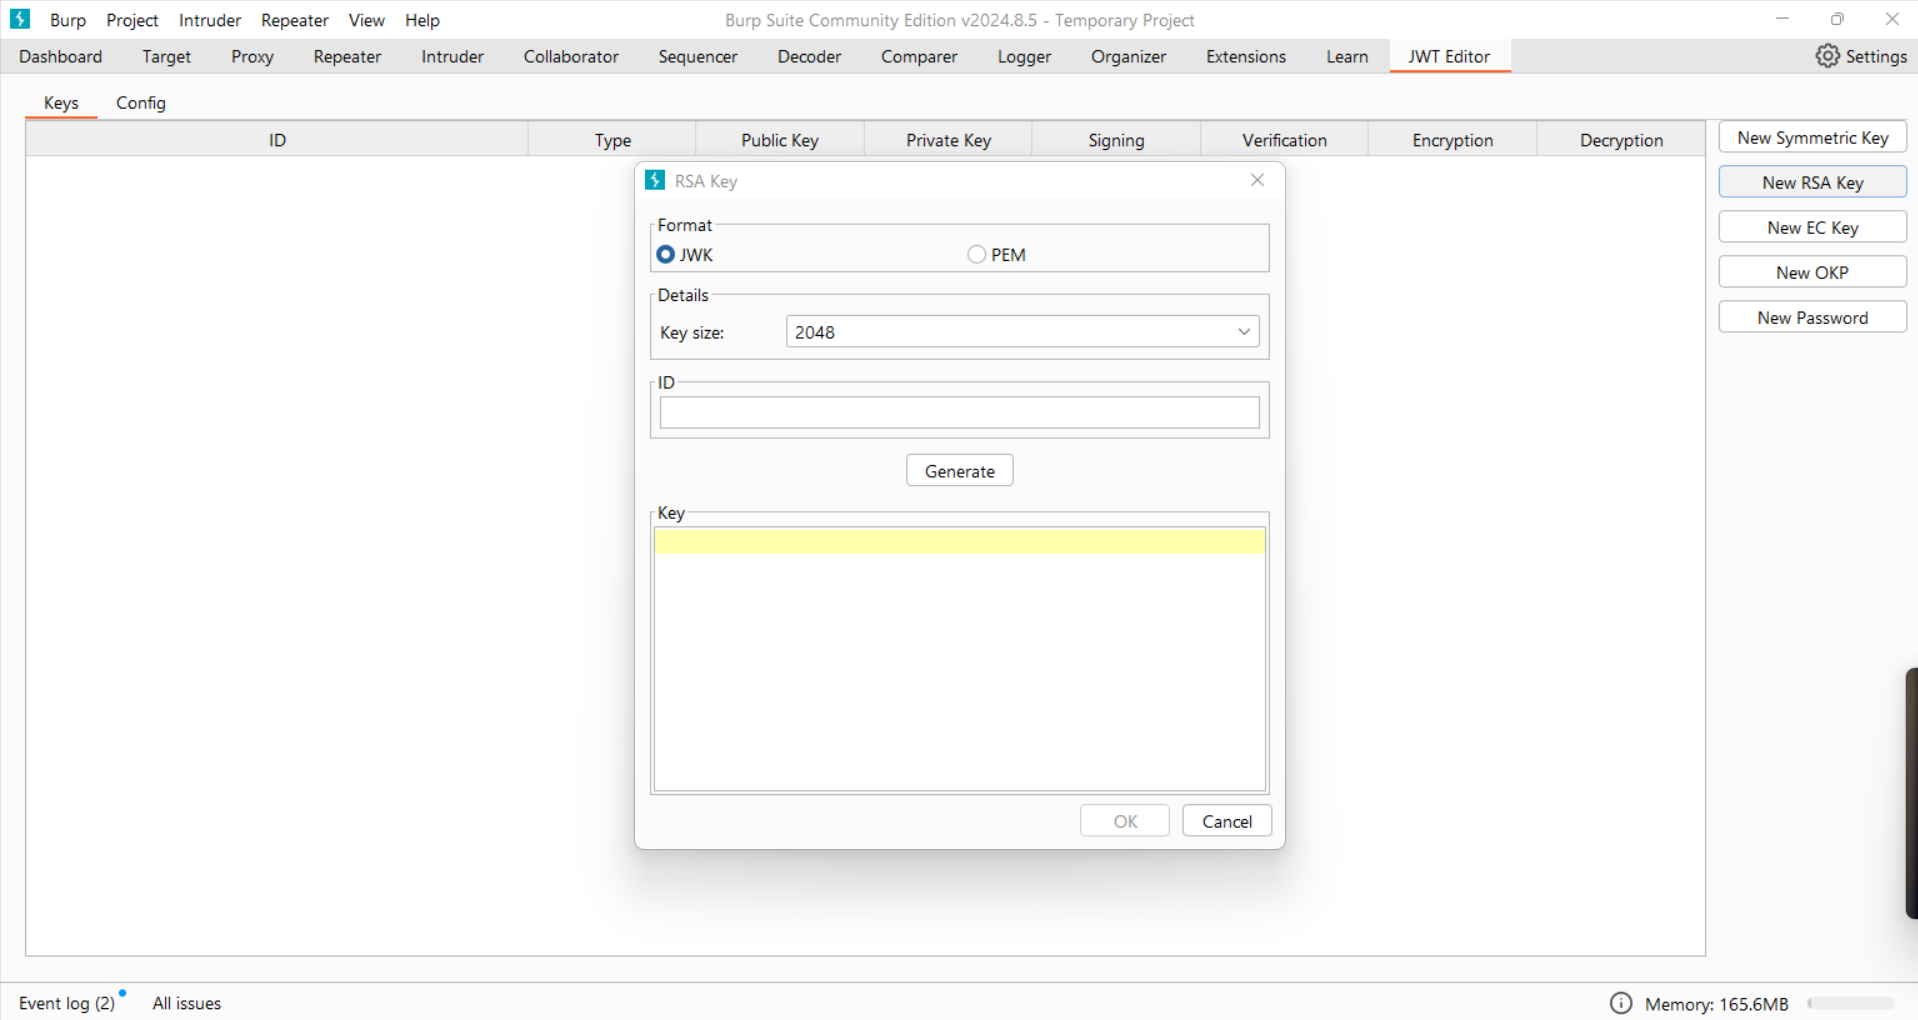 Burp Project Intruder Repeater View Help Burp Suite Community Edition v2024.8.5 - Temporary Project
Dashboard Target Proxy Repeater Intruder Collaborator Sequencer Decoder Comparer Logger Organizer Extensions Learn JWT Editor Settings
Keys Config
ID Type Public Key Private Key Signing Verification Encryption Decryption
New Symmetric Key
New RSA Key
New EC Key
New OKP
New Password
RSA Key
Format
JWK PEM
Details
Key size: 2048
ID
Generate
Key
OK Cancel
Event log (2) All issues Memory: 165.6MB